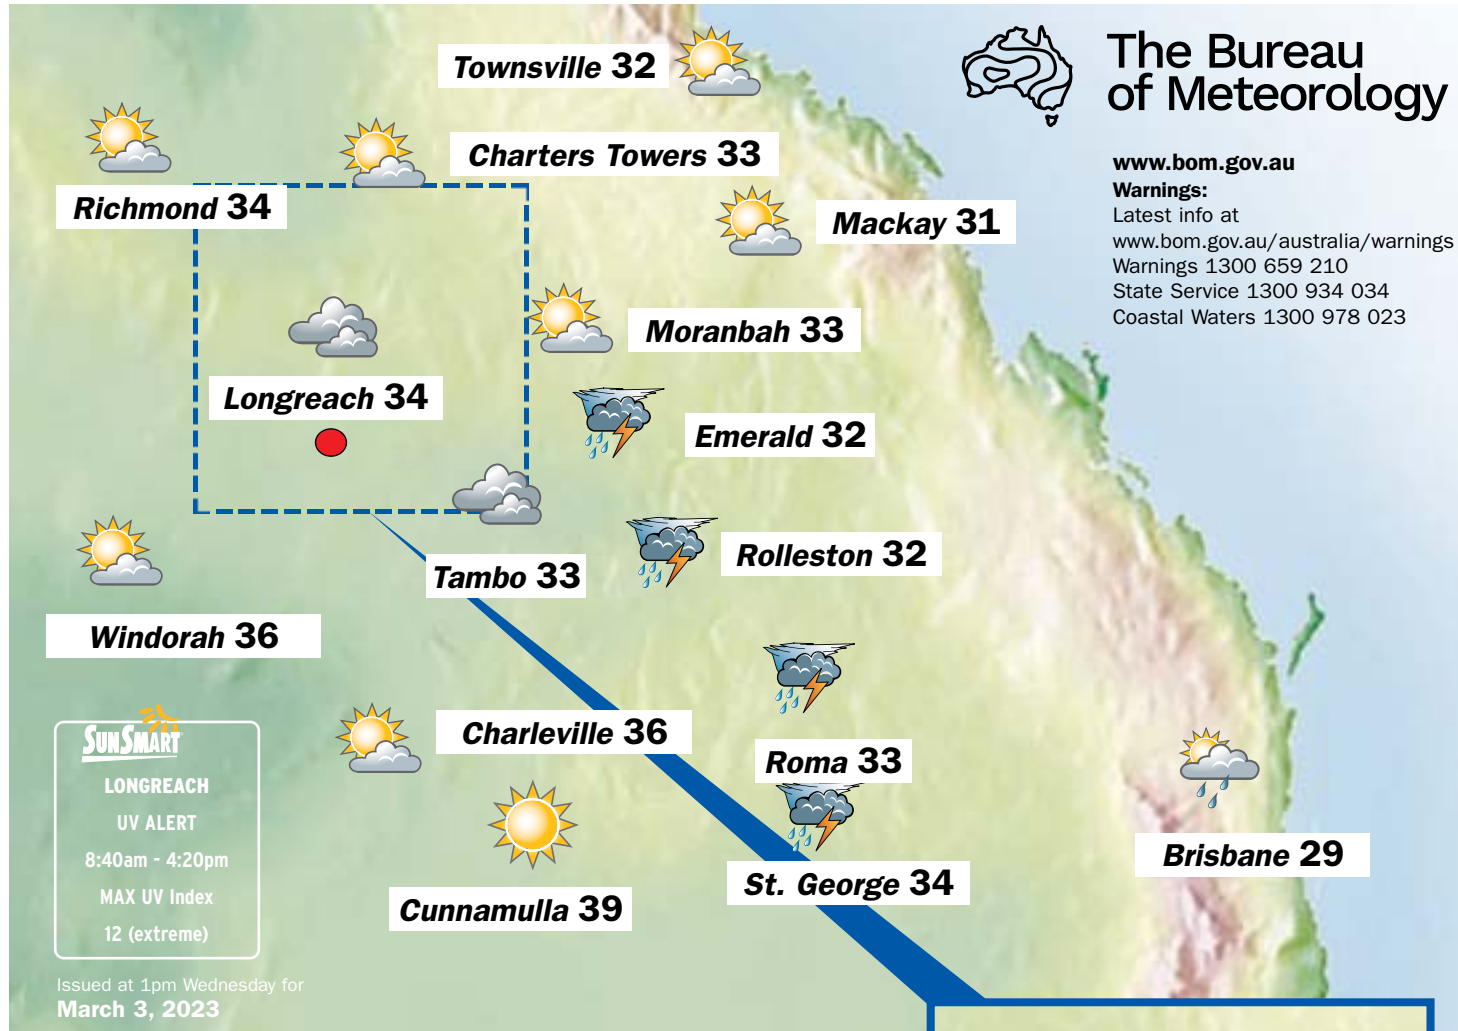 Townsville 32
The Bureau
of Meteorology
Charters Towers 33
www.bom.gov.au
Warnings:
Latest info at
www.bom.gov.au/australia/warnings
Warnings 1300 659 210
State Service 1300 934 034
Coastal Waters 1300 978 023
Richmond 34
Mackay 31
Moranbah 33
Longreach 34
Emerald 32
Rolleston 32
Tambo 33
Windorah 36
Charleville 36
Roma 33
SunSmart
LONGREACH
UV ALERT
8:40am - 4:20pm
MAX UV Index
12 (extreme)
Brisbane 29
St. George 34
Cunnamulla 39
Issued at 1pm Wednesday for
March 3, 2023